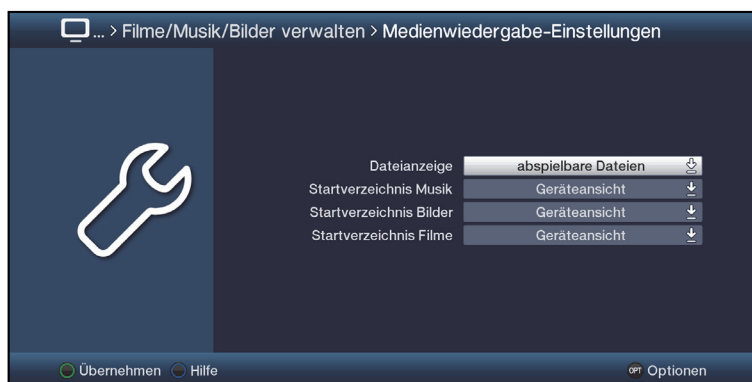 ... > Filme/Musik/Bilder verwalten > Medienwiedergabe-Einstellungen
Dateianzeige abspielbare Dateien
Startverzeichnis Musik Geräteansicht
Startverzeichnis Bilder Geräteansicht
Startverzeichnis Filme Geräteansicht
Übernehmen Hilfe OPT Optionen